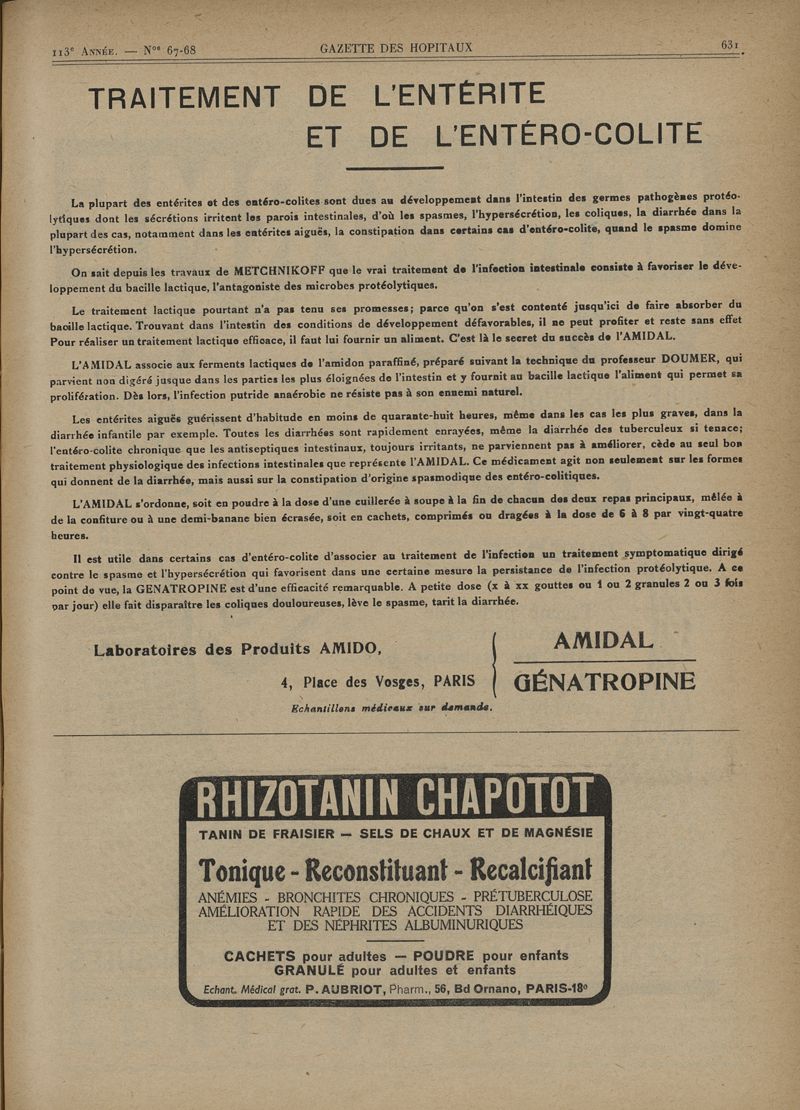 113e Année. — Nos 67-68 GAZETTE DES HOPITAUX 631
TRAITEMENT DE L'ENTÉRITE
ET DE L'ENTÉRO-COLITE
La plupart des entérites et des entéro-colites sont dues au développement dans l'intestin des germes pathogènes protéo-
lytiques dont les sécrétions irritent les parois intestinales, d'où les spasmes, l'hypersécrétion, les coliques, la diarrhée dans la
plupart des cas, notamment dans les entérites aiguës, la constipation dans certains cas d'entéro-colite, quand le spasme domine
l'hypersécrétion.
On sait depuis les travaux de METCHNIKOFF que le vrai traitement de l'infection intestinale consiste à favoriser le déve-
loppement du bacille lactique, l'antagoniste des microbes protéolytiques.
Le traitement lactique pourtant n'a pas tenu ses promesses; parce qu'on s'est contenté jusqu'ici de faire absorber du
bacille lactique. Trouvant dans l'intestin des conditions de développement défavorables, il ne peut profiter et reste sans effet
Pour réaliser un traitement lactique efficace, il faut lui fournir un aliment. C'est là le secret du succès de l'AMIDAL.
L'AMIDAL associe aux ferments lactiques de l'amidon paraffiné, préparé suivant la technique du professeur DOUMER, qui
parvient non digéré jusque dans les parties les plus éloignées de l'intestin et y fournit au bacille lactique l'aliment qui permet sa
prolifération. Dès lors, l'infection putride anaérobie ne résiste pas à son ennemi naturel.
Les entérites aiguës guérissent d'habitude en moins de quarante-huit heures, même dans les cas les plus graves, dans la
diarrhée infantile par exemple. Toutes les diarrhées sont rapidement enrayées, même la diarrhée des tuberculeux si tenace;
l'entéro-colite chronique que les antiseptiques intestinaux, toujours irritants, ne parviennent pas à améliorer, cède au seul bon
traitement physiologique des infections intestinales que représente l'AMIDAL. Ce médicament agit non seulement sur les formes
qui donnent de la diarrhée, mais aussi sur la constipation d'origine spasmodique des entéro-colitiques.
L'AMIDAL s'ordonne, soit en poudre à la dose d'une cuillerée à soupe à la fin de chacun des deux repas principaux, mêlée à
de la confiture ou à une demi-banane bien écrasée, soit en cachets, comprimés ou dragées à la dose de 6 à 8 par vingt-quatre
heures.
Il est utile dans certains cas d'entéro-colite d'associer au traitement de l'infection un traitement symptomatique dirigé
contre le spasme et l'hypersécrétion qui favorisent dans une certaine mesure la persistance de l'infection protéolytique. A ce
point de vue, la GENATROPINE est d'une efficacité remarquable. A petite dose (x à xx gouttes ou 1 ou 2 granules 2 ou 3 fois
par jour) elle fait disparaître les coliques douloureuses, lève le spasme, tarit la diarrhée.
Laboratoires des Produits AMIDO,
4, Place des Vosges, PARIS
AMIDAL
GÉNATROPINE
Echantillons médicaux sur demande.
RHIZOTANIN CHAPOTOT
TANIN DE FRAISIER — SELS DE CHAUX ET DE MAGNÉSIE
Tonique - Reconstituant - Recalcifiant
ANÉMIES - BRONCHITES CHRONIQUES - PRÉTUBERCULOSE
AMÉLIORATION RAPIDE DES ACCIDENTS DIARRHÉIQUES
ET DES NÉPHRITES ALBUMINURIQUES
CACHETS pour adultes — POUDRE pour enfants
GRANULÉ pour adultes et enfants
Echant. Médical grat. P. AUBRIOT, Pharm., 56, Bd Ornano, PARIS-18e